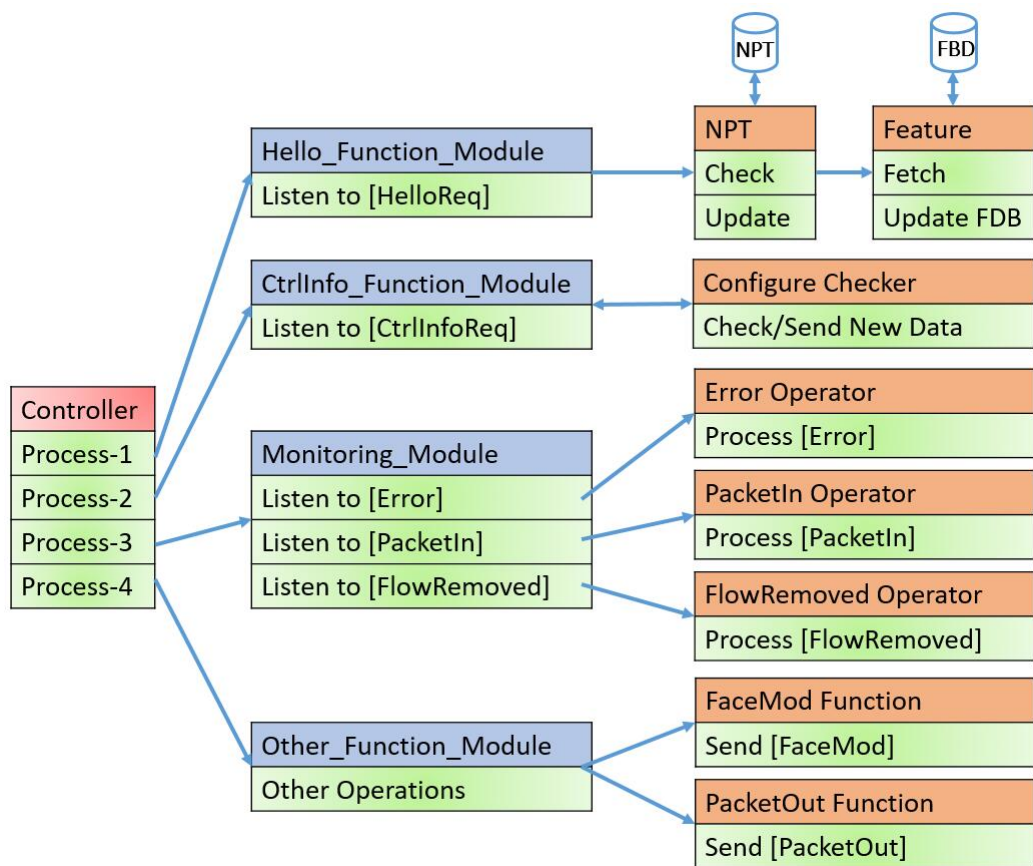 NPT
FBD
NPT
Check
Update
Feature
Fetch
Update FDB
Hello_Function_Module
Listen to [HelloReq]
CtrlInfo_Function_Module
Listen to [CtrlInfoReq]
Configure Checker
Check/Send New Data
Controller
Process-1
Process-2
Process-3
Process-4
Monitoring_Module
Listen to [Error]
Listen to [PacketIn]
Listen to [FlowRemoved]
Error Operator
Process [Error]
PacketIn Operator
Process [PacketIn]
FlowRemoved Operator
Process [FlowRemoved]
Other_Function_Module
Other Operations
FaceMod Function
Send [FaceMod]
PacketOut Function
Send [PacketOut]